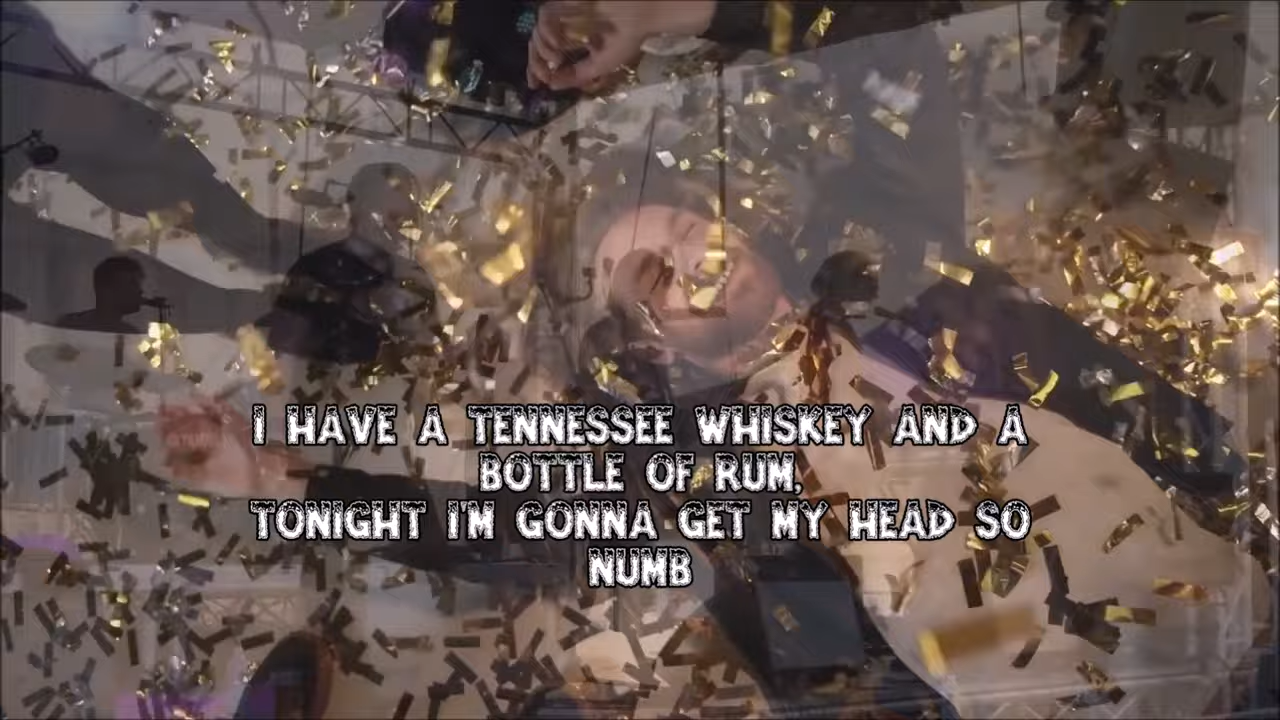 I HAVE A TENNESSEE WHISKEY AND A
BOTTLE OF RUM,
TONIGHT I'M GONNA GET MY HEAD SO
NUMB